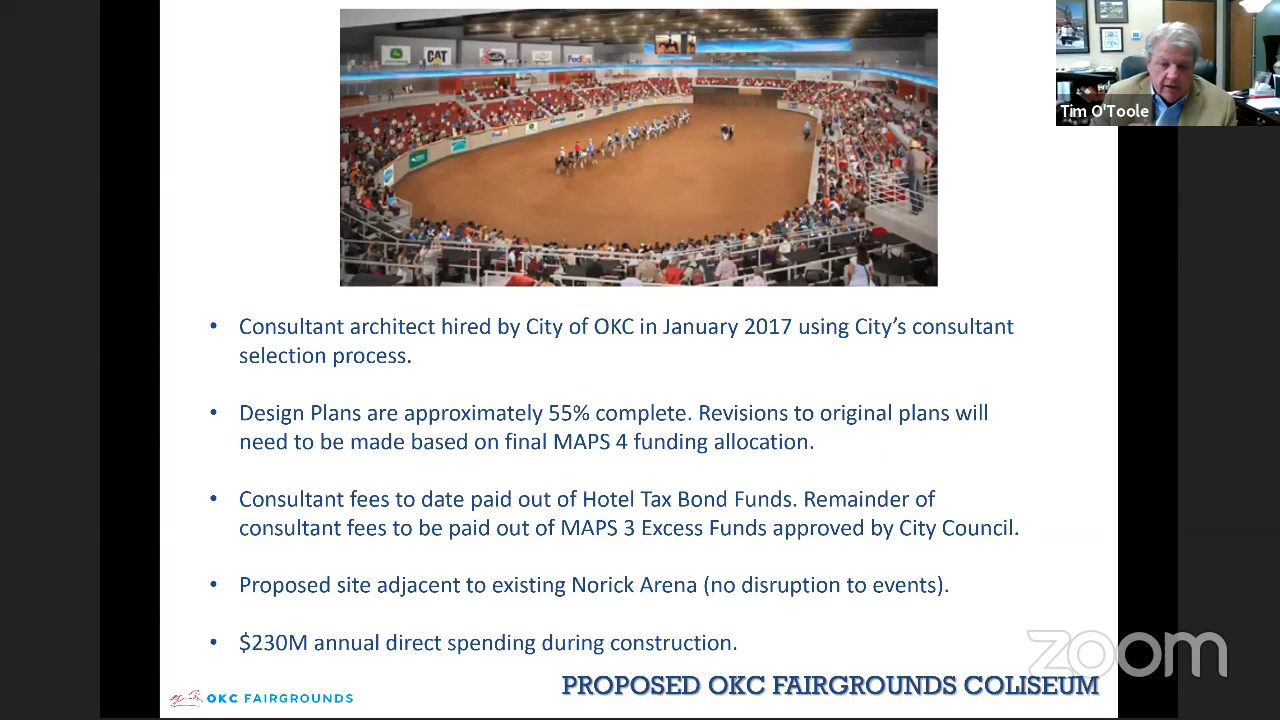 CAT
FedEx
Tim O'Toole
• Consultant architect hired by City of OKC in January 2017 using City’s consultant
selection process.
• Design Plans are approximately 55% complete. Revisions to original plans will
need to be made based on final MAPS 4 funding allocation.
• Consultant fees to date paid out of Hotel Tax Bond Funds. Remainder of
consultant fees to be paid out of MAPS 3 Excess Funds approved by City Council.
• Proposed site adjacent to existing Norick Arena (no disruption to events).
• $230M annual direct spending during construction.
zoom
OKC FAIRGROUNDS
PROPOSED OKC FAIRGROUNDS COLISEUM